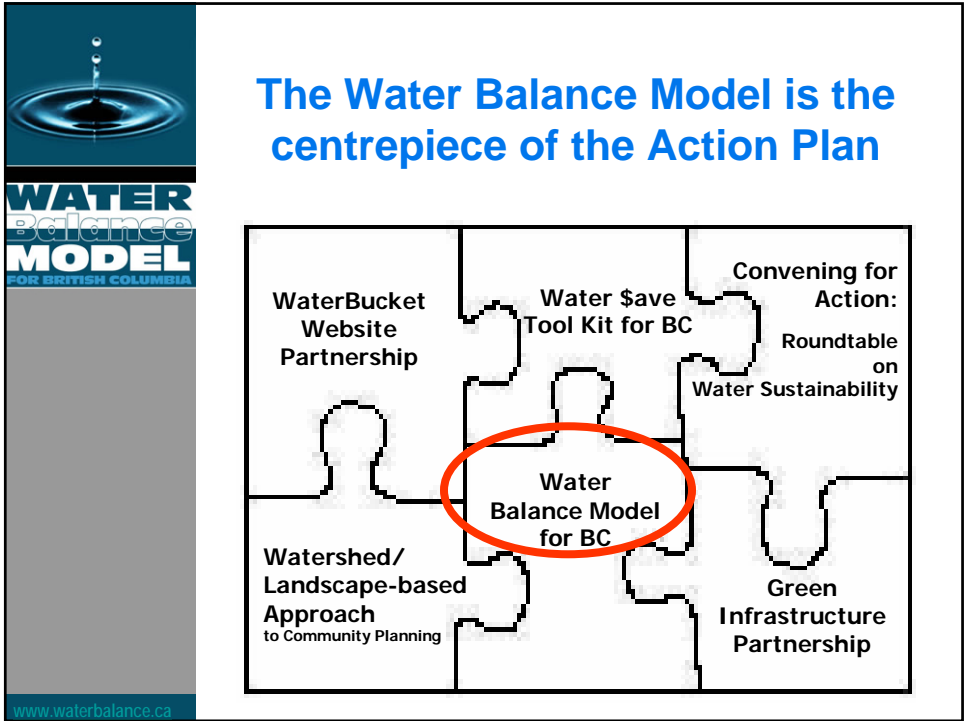 The Water Balance Model is the
centrepiece of the Action Plan
WATER
Balance
MODEL
FOR BRITISH COLUMBIA
WaterBucket
Website
Partnership
Water $ave
Tool Kit for BC
Convening for
Action:
Roundtable
on
Water Sustainability
Watershed/
Landscape-based
Approach
to Community Planning
Water
Balance Model
for BC
Green
Infrastructure
Partnership
www.waterbalance.ca